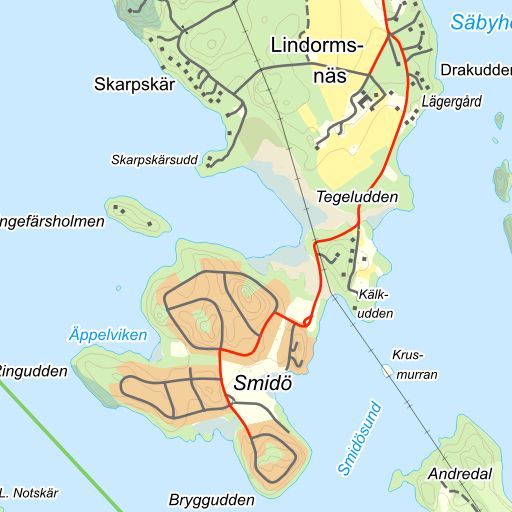 Säbyho
Lindorms-
näs
Drakudden
Skarpskär
Lägergård
Skarpskärsudd
Tegeludden
ngefärsholmen
Kälk-
udden
Äppelviken
Krus-
murran
Ringudden
Smidö
Smidösund
Andredal
L. Notskär
Bryggudden